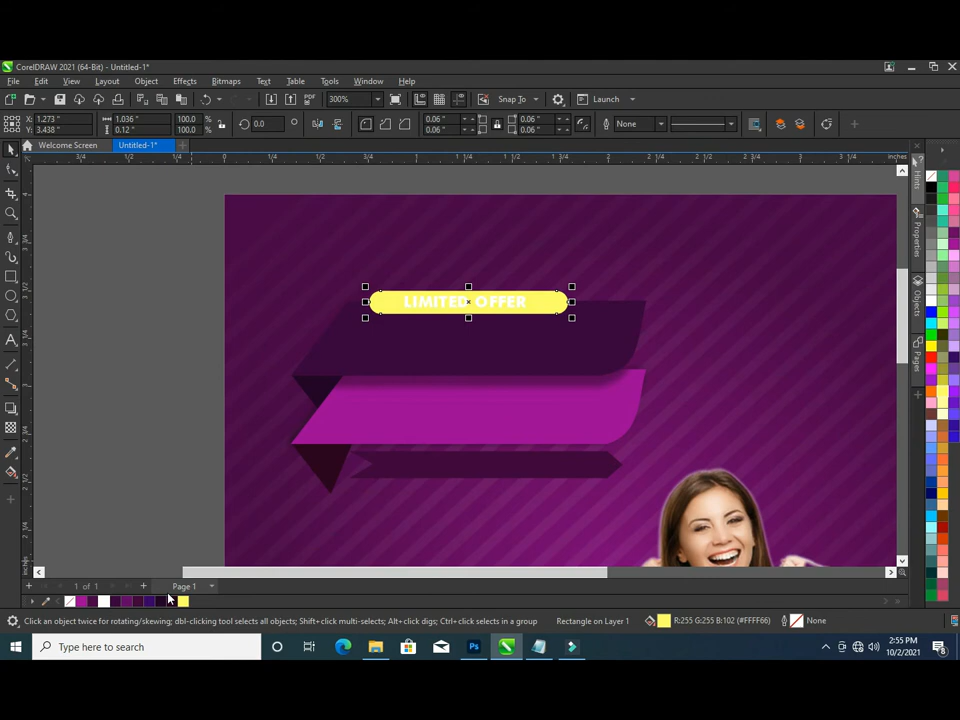 CorelDRAW 2021 (64-Bit) - Untitled-1*
File Edit View Layout Object Effects Bitmaps Text Table Tools Window Help
PDF 300% Snap To Launch
X: 1.273 " 1.036 " 100.0 % 0.0 ° 0.06 " 0.06 " None
Y: 3.438 " 0.12 " 100.0 % 0.06 " 0.06 "
Welcome Screen Untitled-1*
inches
LIMITED OFFER
Hints
Properties
Objects
Pages
1 of 1 Page 1
Click an object twice for rotating/skewing; dbl-clicking tool selects all objects; Shift+click multi-selects; Alt+click digs; Ctrl+click selects in a group Rectangle on Layer 1 R:255 G:255 B:102 (#FFFF66) None
Type here to search
2:55 PM
10/2/2021